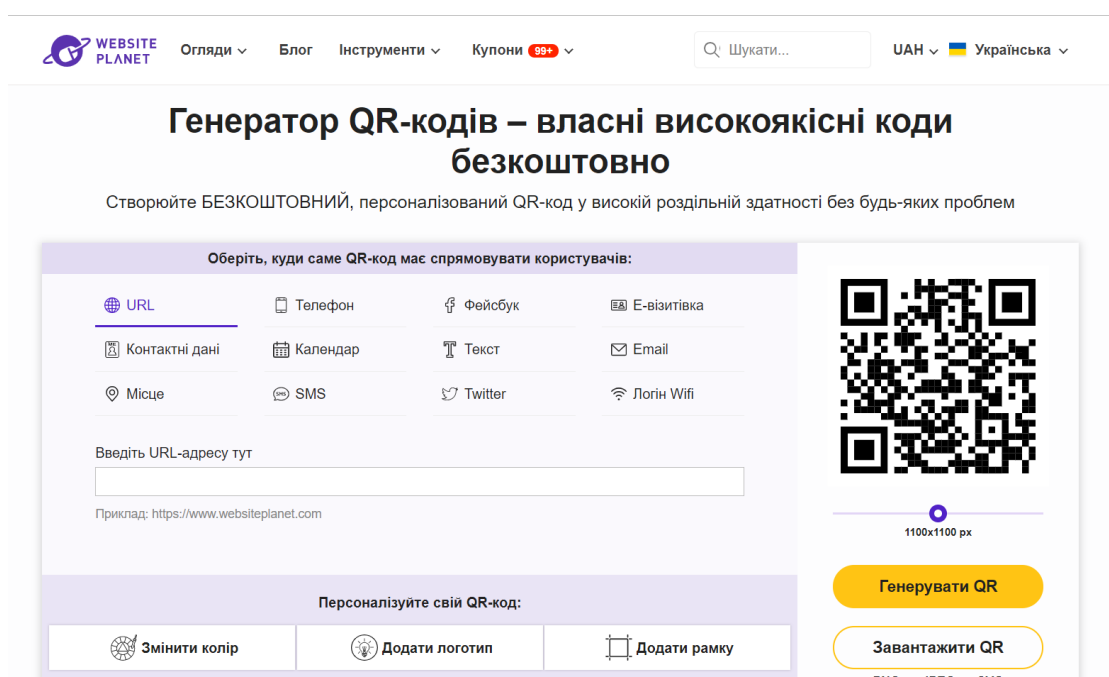 WEBSITE
PLANET
Огляди
Блог
Інструменти
Купони 99+
Шукати...
UAH
Українська
Генератор QR-кодів – власні високоякісні коди
безкоштовно
Створюйте БЕЗКОШТОВНИЙ, персоналізований QR-код у високій роздільній здатності без будь-яких проблем
Оберіть, куди саме QR-код має спрямовувати користувачів:
URL
Телефон
Фейсбук
Е-візитівка
Контактні дані
Календар
Текст
Email
Місце
SMS
Twitter
Логін Wifi
Введіть URL-адресу тут
Приклад: https://www.websiteplanet.com
1100x1100 px
Генерувати QR
Персоналізуйте свій QR-код:
Змінити колір
Додати логотип
Додати рамку
Завантажити QR